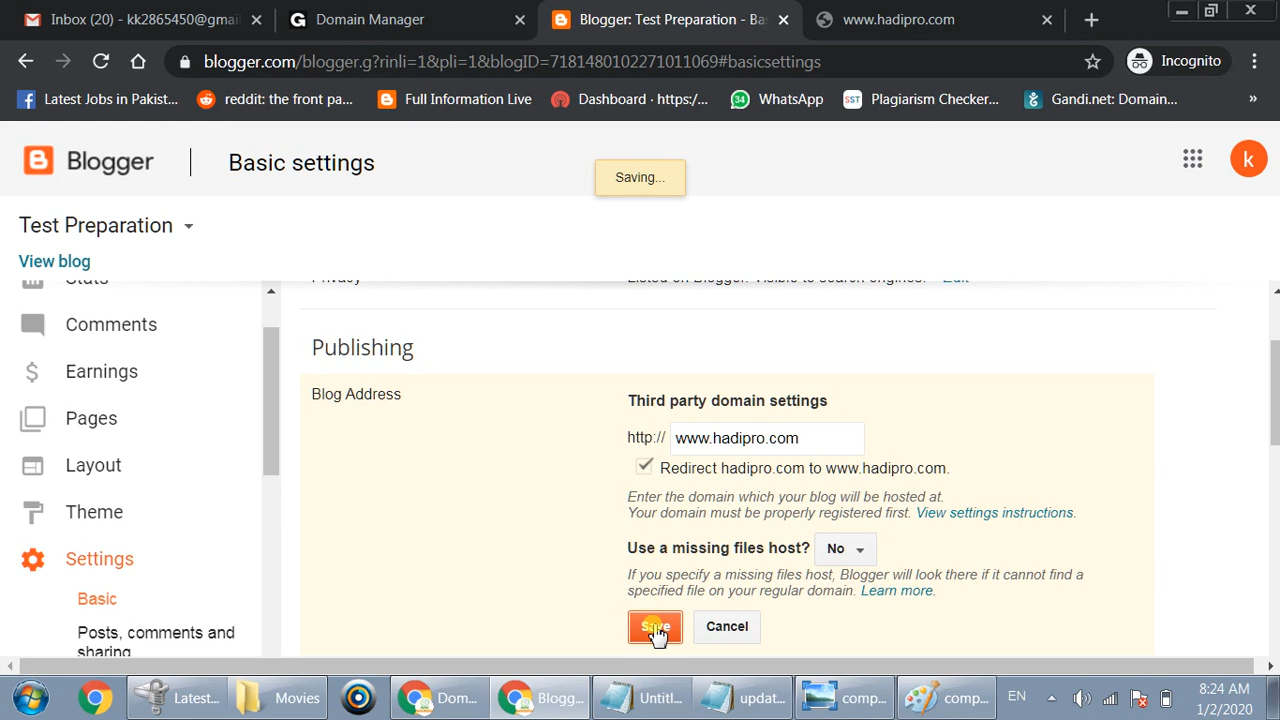 Inbox (20) - kk2865450@gmai
Domain Manager
Blogger: Test Preparation - Bas
www.hadipro.com
blogger.com/blogger.g?rinli=1&pli=1&blogID=7181480102271011069#basicsettings
Incognito
Latest Jobs in Pakist...
reddit: the front pa...
Full Information Live
Dashboard · https:/...
34
WhatsApp
SST
Plagiarism Checker...
Gandi.net: Domain...
»
Blogger
Basic settings
Saving...
k
Test Preparation
View blog
Stats
Privacy
Listed on Blogger. Visible to search engines.
Edit
Comments
Earnings
Pages
Layout
Theme
Settings
Basic
Posts, comments and
sharing
Publishing
Blog Address
Third party domain settings
http://
www.hadipro.com
Redirect hadipro.com to www.hadipro.com.
Enter the domain which your blog will be hosted at.
Your domain must be properly registered first. View settings instructions.
Use a missing files host?
No
If you specify a missing files host, Blogger will look there if it cannot find a
specified file on your regular domain. Learn more.
Save
Cancel
Latest...
Movies
Dom...
Blogg...
Untitl...
updat...
comp...
comp...
EN
8:24 AM
1/2/2020